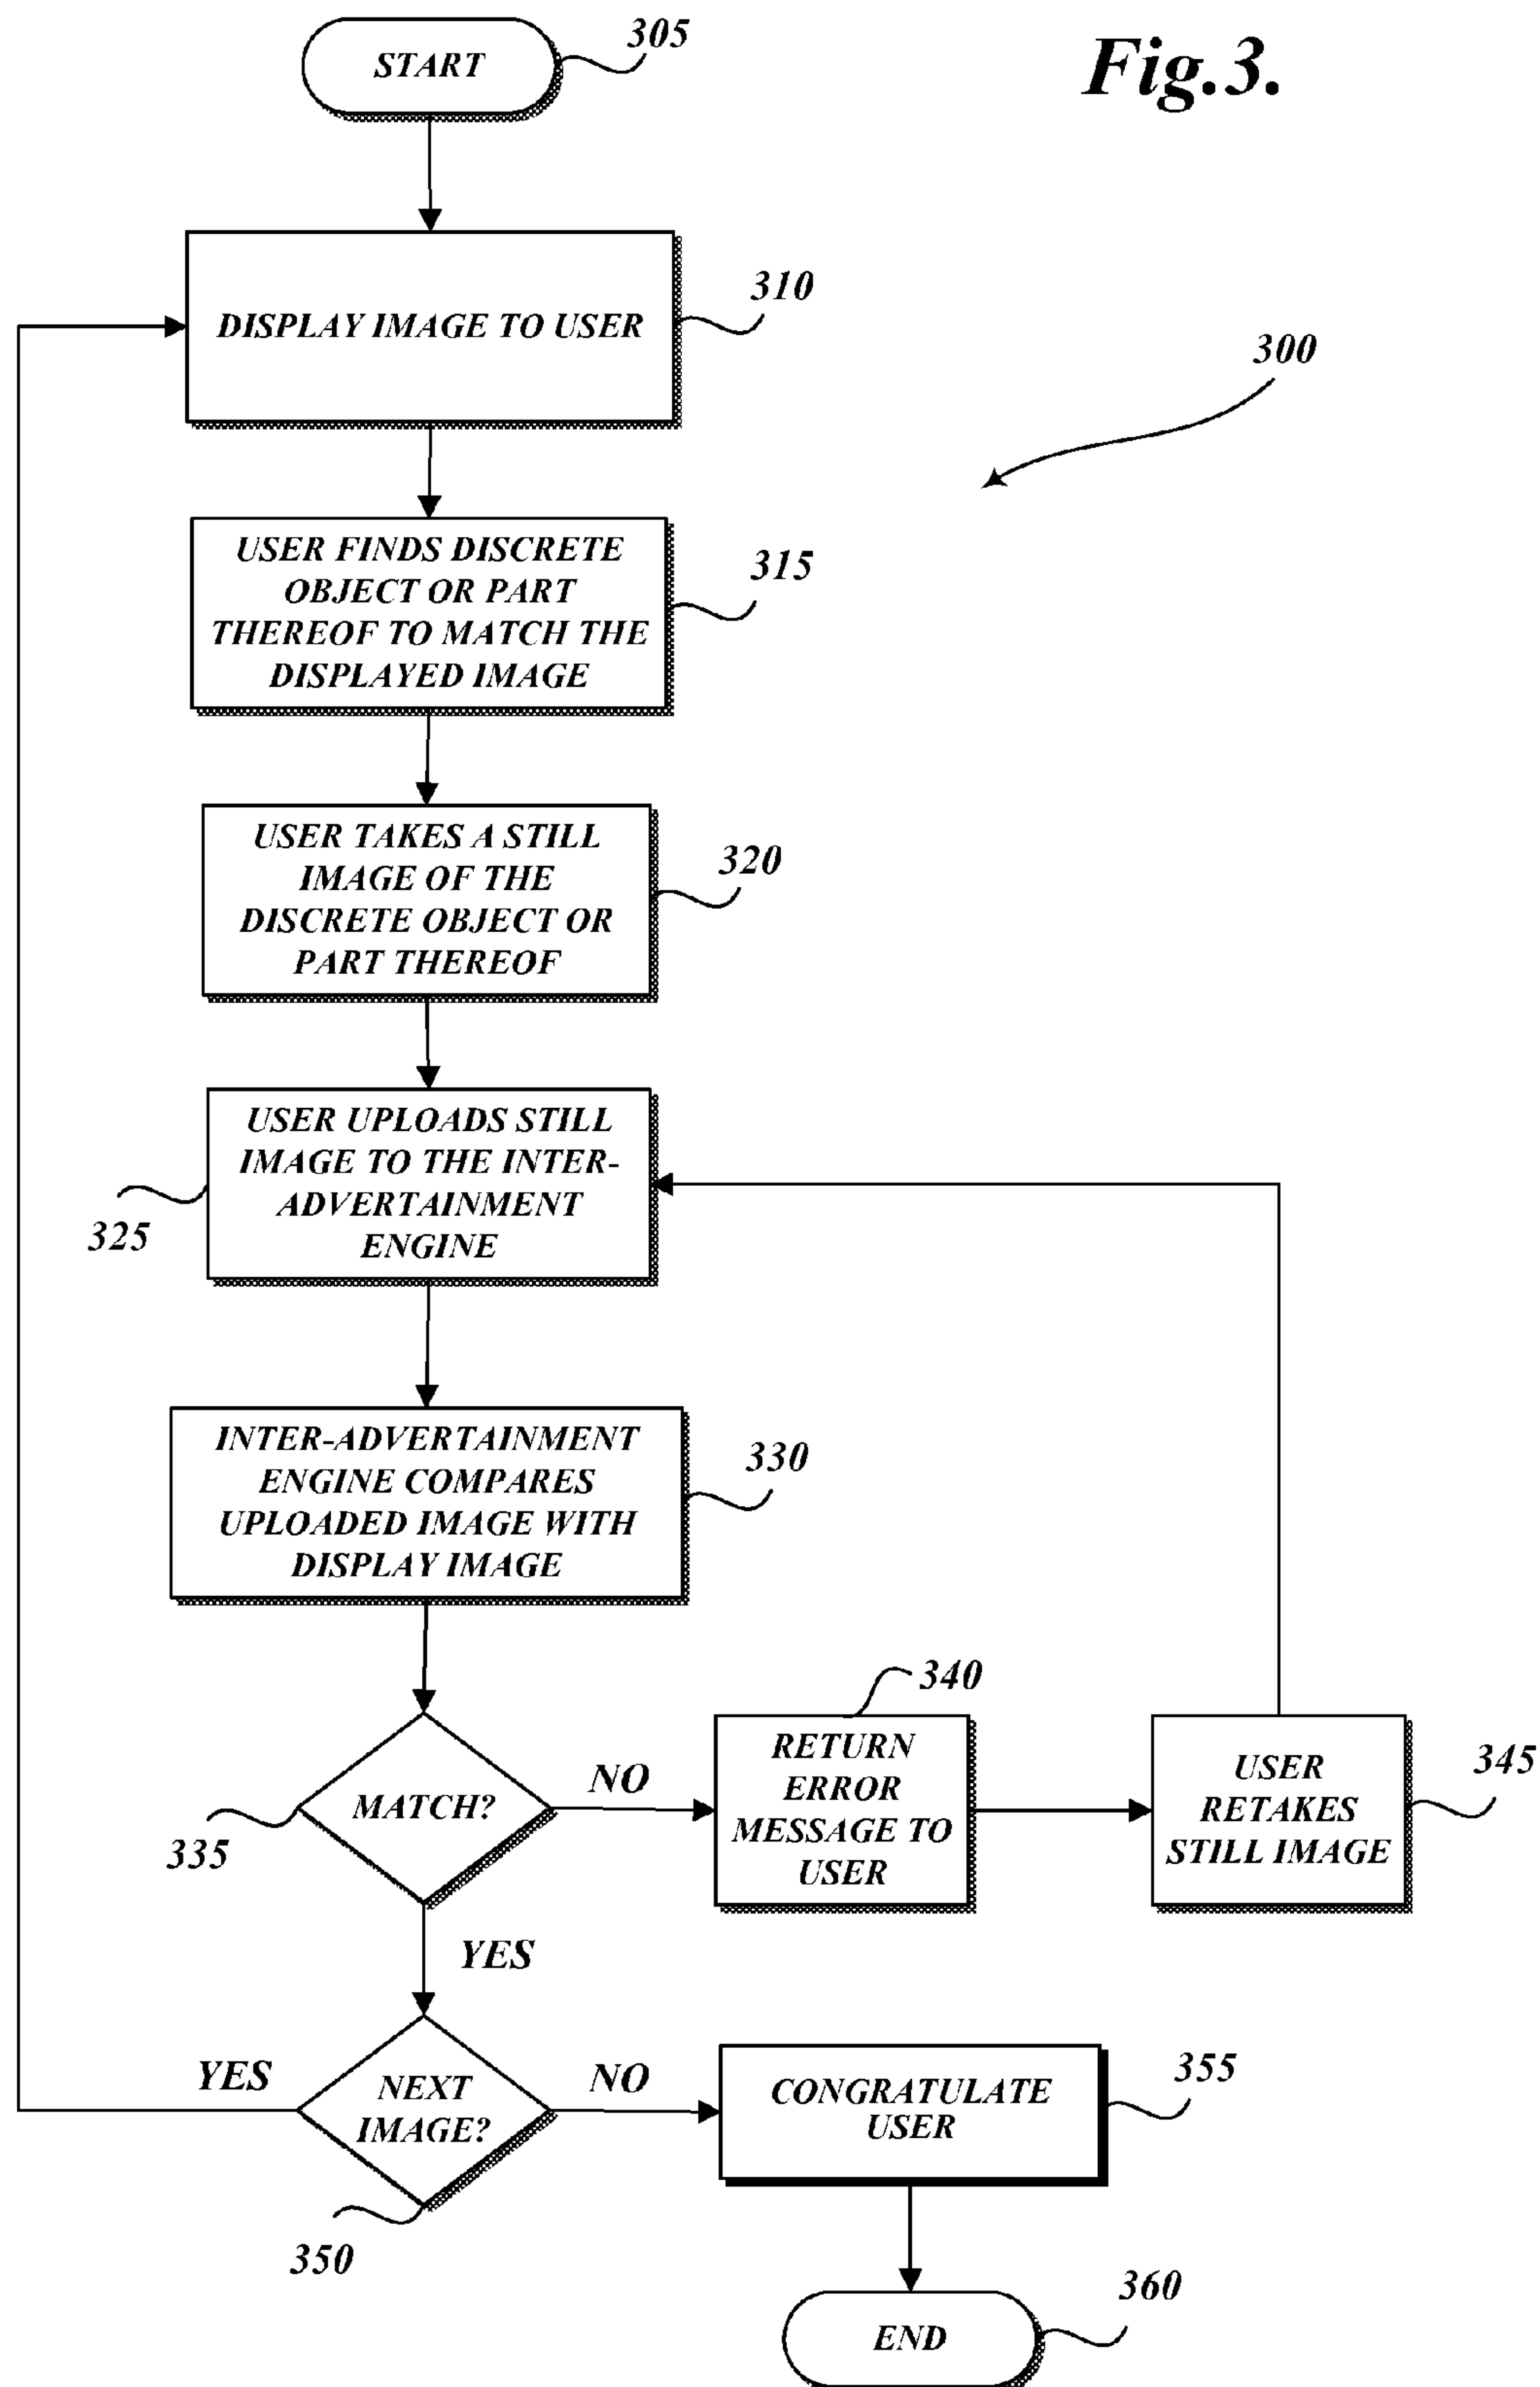 Fig.3.
START
305
DISPLAY IMAGE TO USER
310
300
USER FINDS DISCRETE
OBJECT OR PART
THEREOF TO MATCH THE
DISPLAYED IMAGE
315
USER TAKES A STILL
IMAGE OF THE
DISCRETE OBJECT OR
PART THEREOF
320
USER UPLOADS STILL
IMAGE TO THE INTER-
ADVERTAINMENT
ENGINE
325
INTER-ADVERTAINMENT
ENGINE COMPARES
UPLOADED IMAGE WITH
DISPLAY IMAGE
330
MATCH?
335
NO
RETURN
ERROR
MESSAGE TO
USER
340
USER
RETAKES
STILL IMAGE
345
YES
NEXT
IMAGE?
350
YES
NO
CONGRATULATE
USER
355
END
360